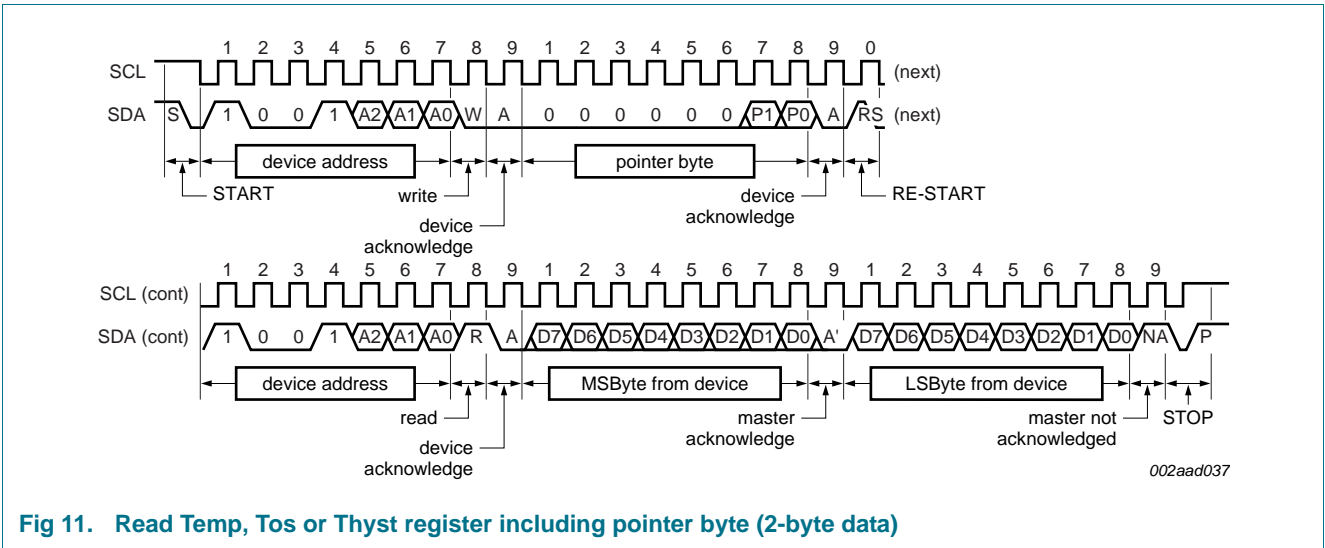 1 2 3 4 5 6 7 8 9 1 2 3 4 5 6 7 8 9 0
SCL (next)
SDA S 1 0 0 1 A2 A1 A0 W A 0 0 0 0 0 0 P1 P0 A RS (next)
device address pointer byte
START write device RE-START
device acknowledge
acknowledge
1 2 3 4 5 6 7 8 9 1 2 3 4 5 6 7 8 9 1 2 3 4 5 6 7 8 9
SCL (cont)
SDA (cont) 1 0 0 1 A2 A1 A0 R A D7 D6 D5 D4 D3 D2 D1 D0 A' D7 D6 D5 D4 D3 D2 D1 D0 NA P
device address MSByte from device LSByte from device
read master master not STOP
device acknowledge acknowledged
acknowledge
002aad037
Fig 11. Read Temp, Tos or Thyst register including pointer byte (2-byte data)